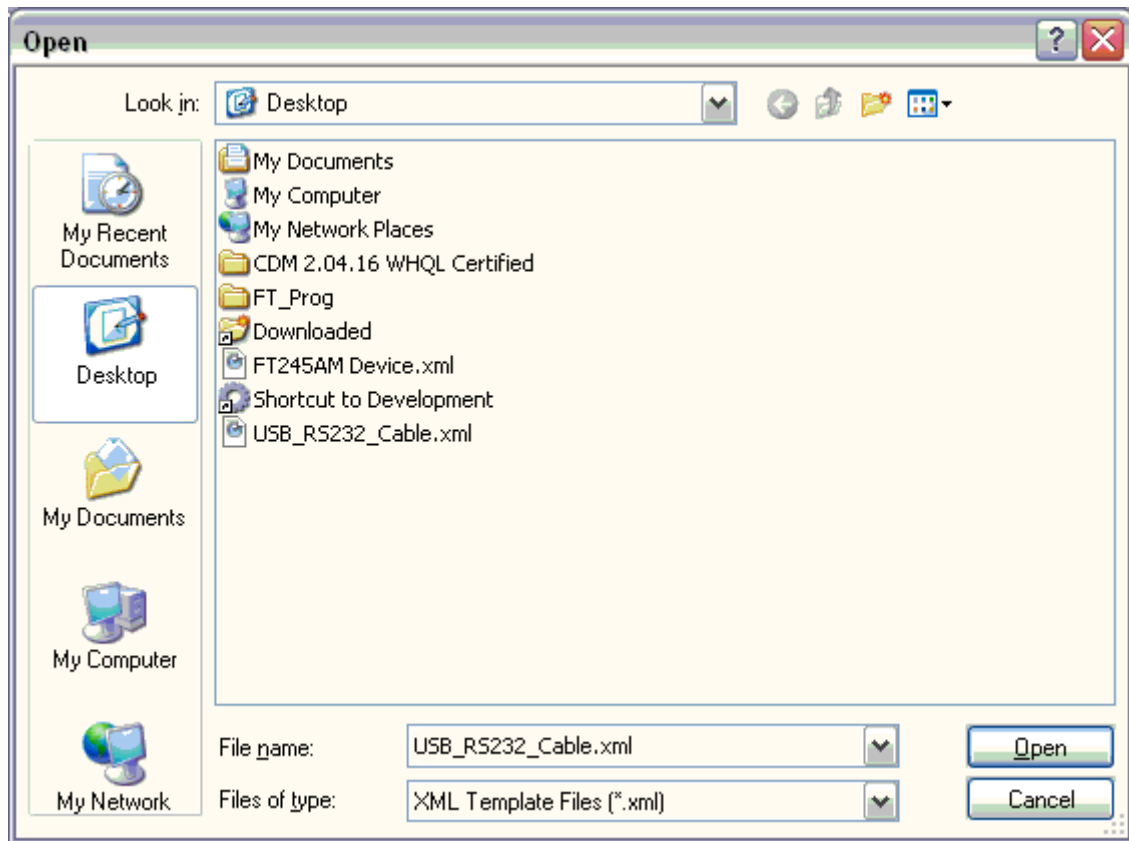 Open
Look in: Desktop
My Recent
Documents
Desktop
My Documents
My Computer
My Network
My Documents
My Computer
My Network Places
CDM 2.04.16 WHQL Certified
FT_Prog
Downloaded
FT245AM Device.xml
Shortcut to Development
USB_RS232_Cable.xml
File name: USB_RS232_Cable.xml Open
Files of type: XML Template Files (*.xml) Cancel